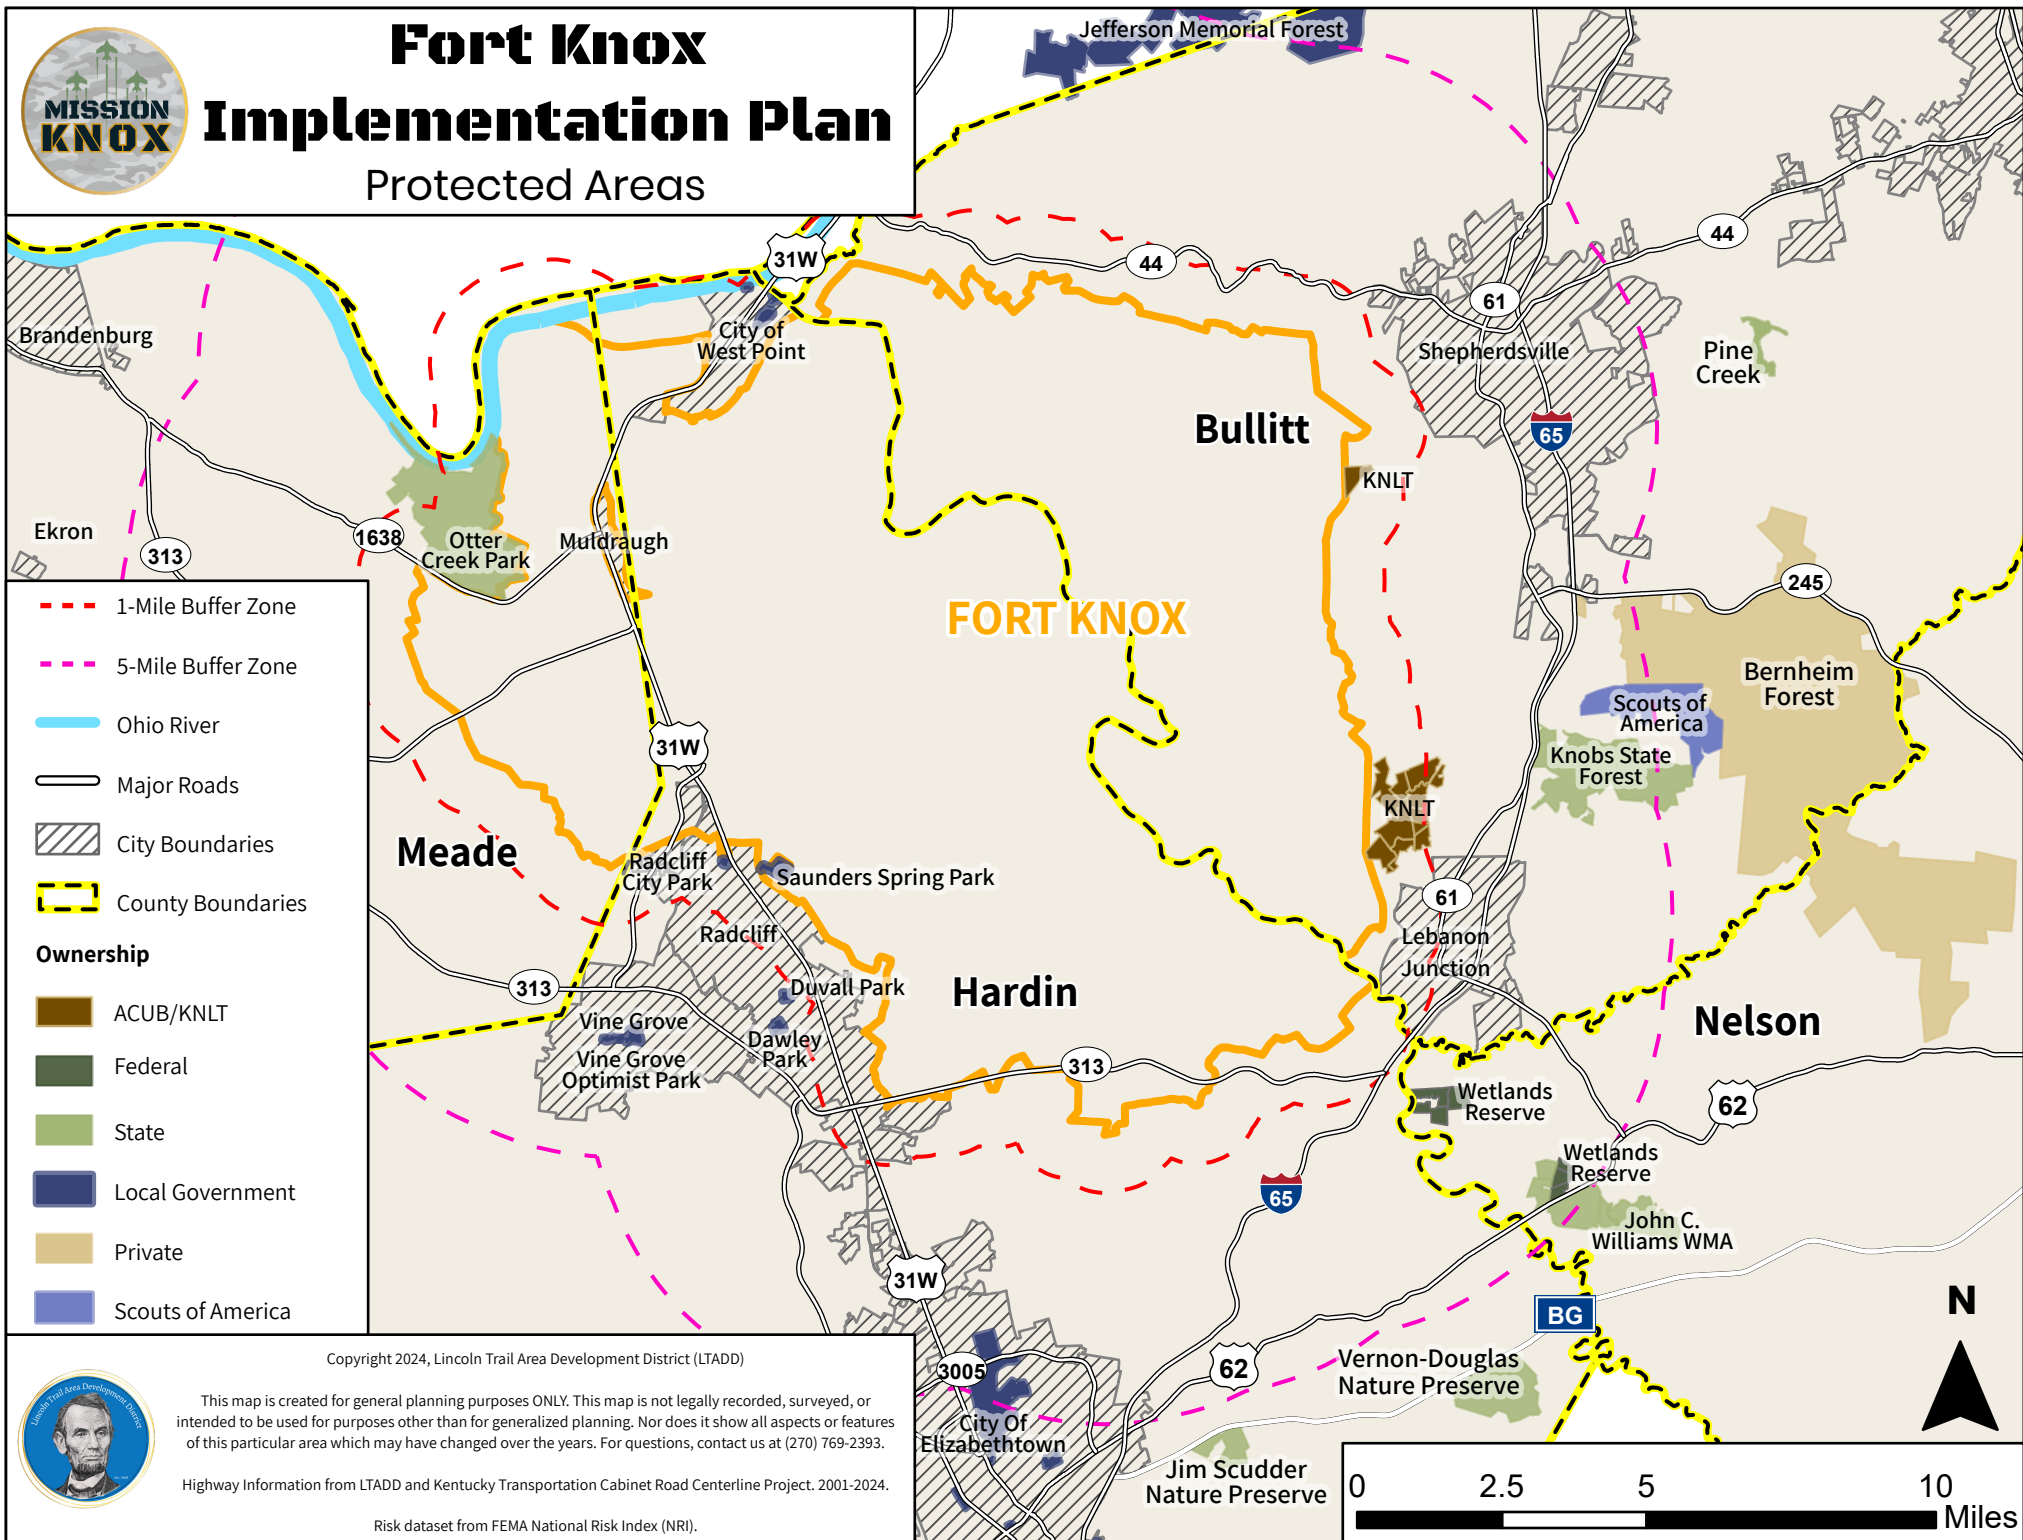 MISSION
KNOX
Fort Knox
Implementation Plan
Protected Areas
Jefferson Memorial Forest
31W
44
44
61
City of
West Point
Brandenburg
Shepherdsville
Pine
Creek
Bullitt
65
KNLT
Ekron
313
1638
Otter
Creek Park
Muldraugh
245
FORT KNOX
Bernheim
Forest
Scouts of
America
Knobs State
Forest
31W
KNLT
Meade
Radcliff
City Park
Saunders Spring Park
61
Radcliff
Lebanon
Junction
313
Duvall Park
Hardin
Nelson
Vine Grove
Vine Grove
Optimist Park
Dawley
Park
313
Wetlands
Reserve
62
Wetlands
Reserve
65
John C.
Williams WMA
31W
BG
N
3005
62
Vernon-Douglas
Nature Preserve
City Of
Elizabethtown
Jim Scudder
Nature Preserve
0 2.5 5 10
Miles
1-Mile Buffer Zone
5-Mile Buffer Zone
Ohio River
Major Roads
City Boundaries
County Boundaries
Ownership
ACUB/KNLT
Federal
State
Local Government
Private
Scouts of America
Lincoln Trail Area Development District
Copyright 2024, Lincoln Trail Area Development District (LTADD)
This map is created for general planning purposes ONLY. This map is not legally recorded, surveyed, or
intended to be used for purposes other than for generalized planning. Nor does it show all aspects or features
of this particular area which may have changed over the years. For questions, contact us at (270) 769-2393.
Highway Information from LTADD and Kentucky Transportation Cabinet Road Centerline Project. 2001-2024.
Risk dataset from FEMA National Risk Index (NRI).